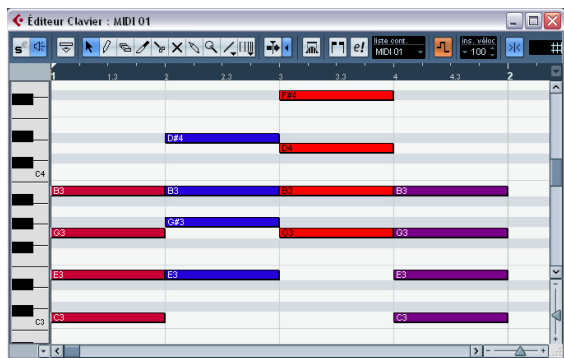 Éditeur Clavier : MIDI 01
liste cont. ins. véloc
MIDI 01 100
1 1.3 2 2.3 3 3.3 4 4.3 2
F#4
D#4
D4
C4
B3 B3 B3 B3
G#3
G3 G3 G3
E3 E3 E3
C3 C3 C3